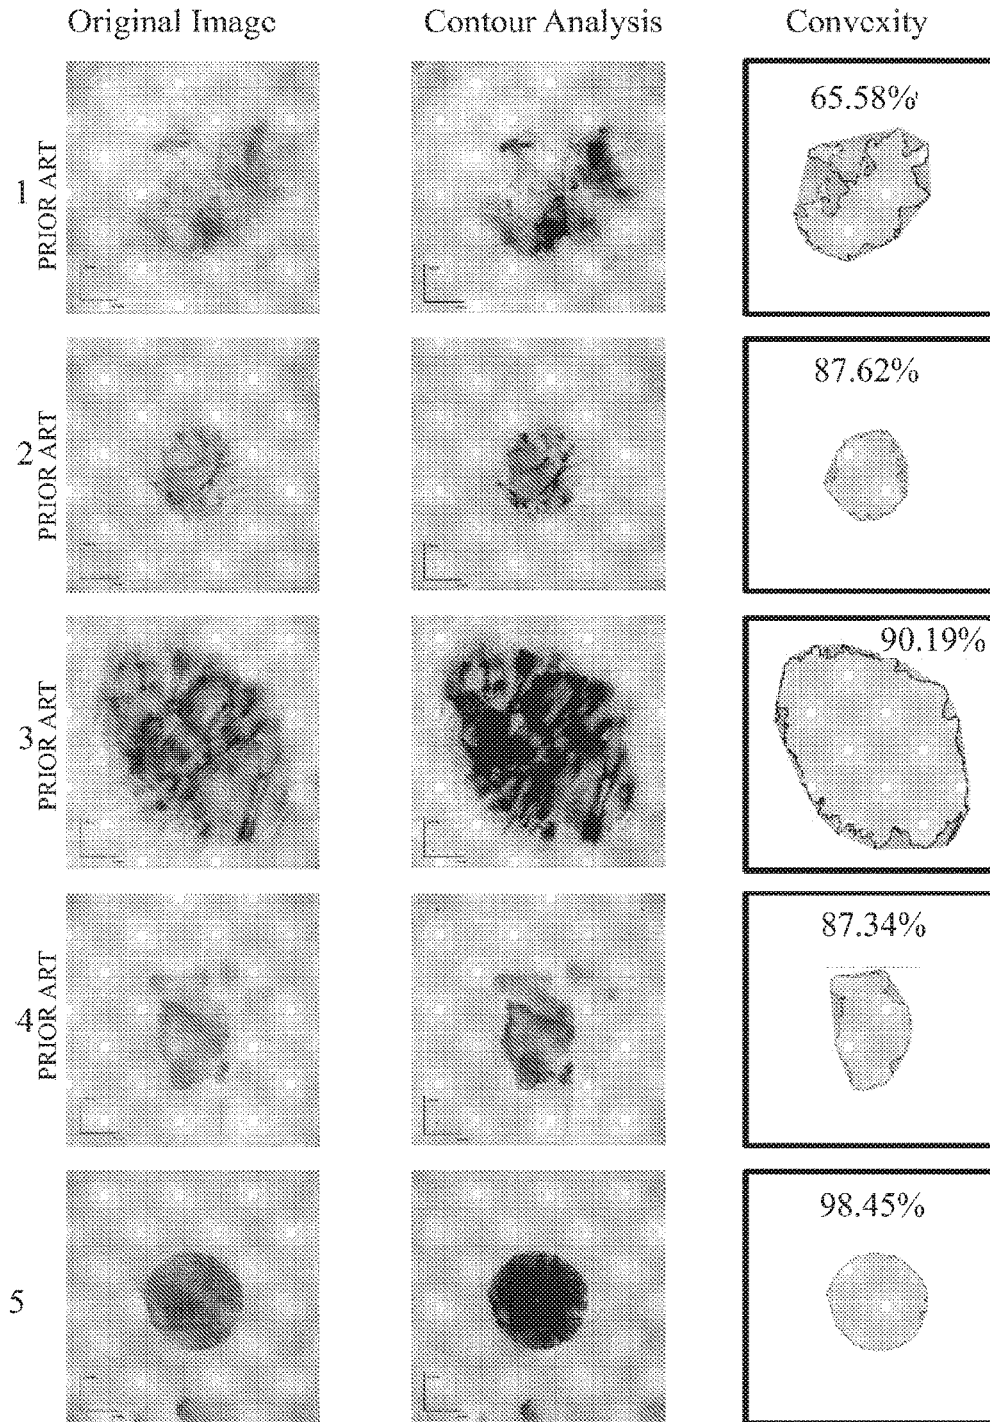 Original Image Contour Analysis Convexity
65.58%
1
PRIOR ART
87.62%
2
PRIOR ART
90.19%
3
PRIOR ART
87.34%
4
PRIOR ART
98.45%
5